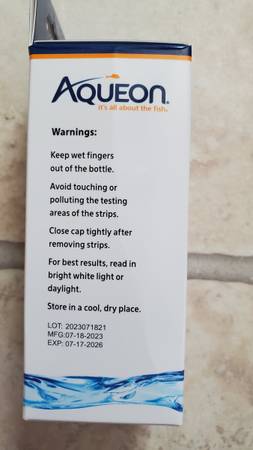 AQUEON®
it's all about the fish.
Warnings:
Keep wet fingers
out of the bottle.
Avoid touching or
polluting the testing
areas of the strips.
Close cap tightly after
removing strips.
For best results, read in
bright white light or
daylight.
Store in a cool, dry place.
LOT: 2023071821
MFG:07-18-2023
EXP: 07-17-2026